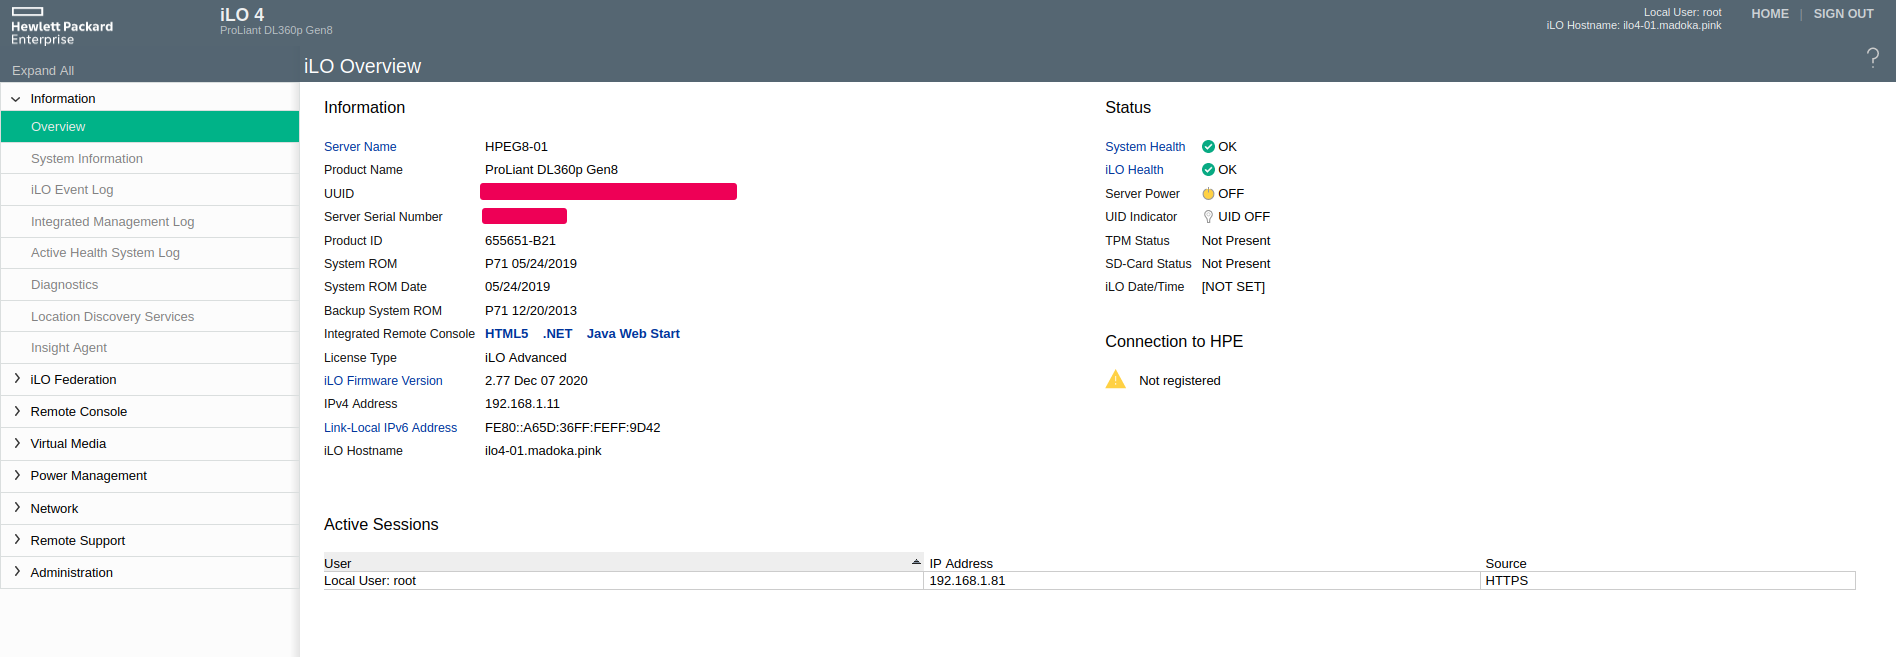 Hewlett Packard
Enterprise
iLO 4
ProLiant DL360p Gen8
Local User: root
iLO Hostname: ilo4-01.madoka.pink
HOME | SIGN OUT
Expand All
iLO Overview
?
Information
Overview
System Information
iLO Event Log
Integrated Management Log
Active Health System Log
Diagnostics
Location Discovery Services
Insight Agent
iLO Federation
Remote Console
Virtual Media
Power Management
Network
Remote Support
Administration
Information
Server Name HPEG8-01
Product Name ProLiant DL360p Gen8
UUID
Server Serial Number
Product ID 655651-B21
System ROM P71 05/24/2019
System ROM Date 05/24/2019
Backup System ROM P71 12/20/2013
Integrated Remote Console HTML5 .NET Java Web Start
License Type iLO Advanced
iLO Firmware Version 2.77 Dec 07 2020
IPv4 Address 192.168.1.11
Link-Local IPv6 Address FE80::A65D:36FF:FEFF:9D42
iLO Hostname ilo4-01.madoka.pink
Status
System Health OK
iLO Health OK
Server Power OFF
UID Indicator UID OFF
TPM Status Not Present
SD-Card Status Not Present
iLO Date/Time [NOT SET]
Connection to HPE
Not registered
Active Sessions
User IP Address Source
Local User: root 192.168.1.81 HTTPS